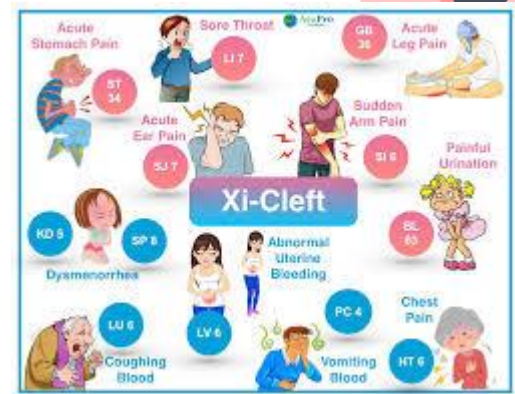 Acute
Stomach Pain
ST
34
Sore Throat
LI 7
AcuPro
GB
36
Acute
Leg Pain
Acute
Ear Pain
SJ 7
Sudden
Arm Pain
SI 6
Painful
Urination
BL
63
Xi-Cleft
KD 5
SP 8
Dysmenorrhea
Abnormal
Uterine
Bleeding
LV 6
LU 6
Coughing
Blood
PC 4
Vomiting
Blood
Chest
Pain
HT 6